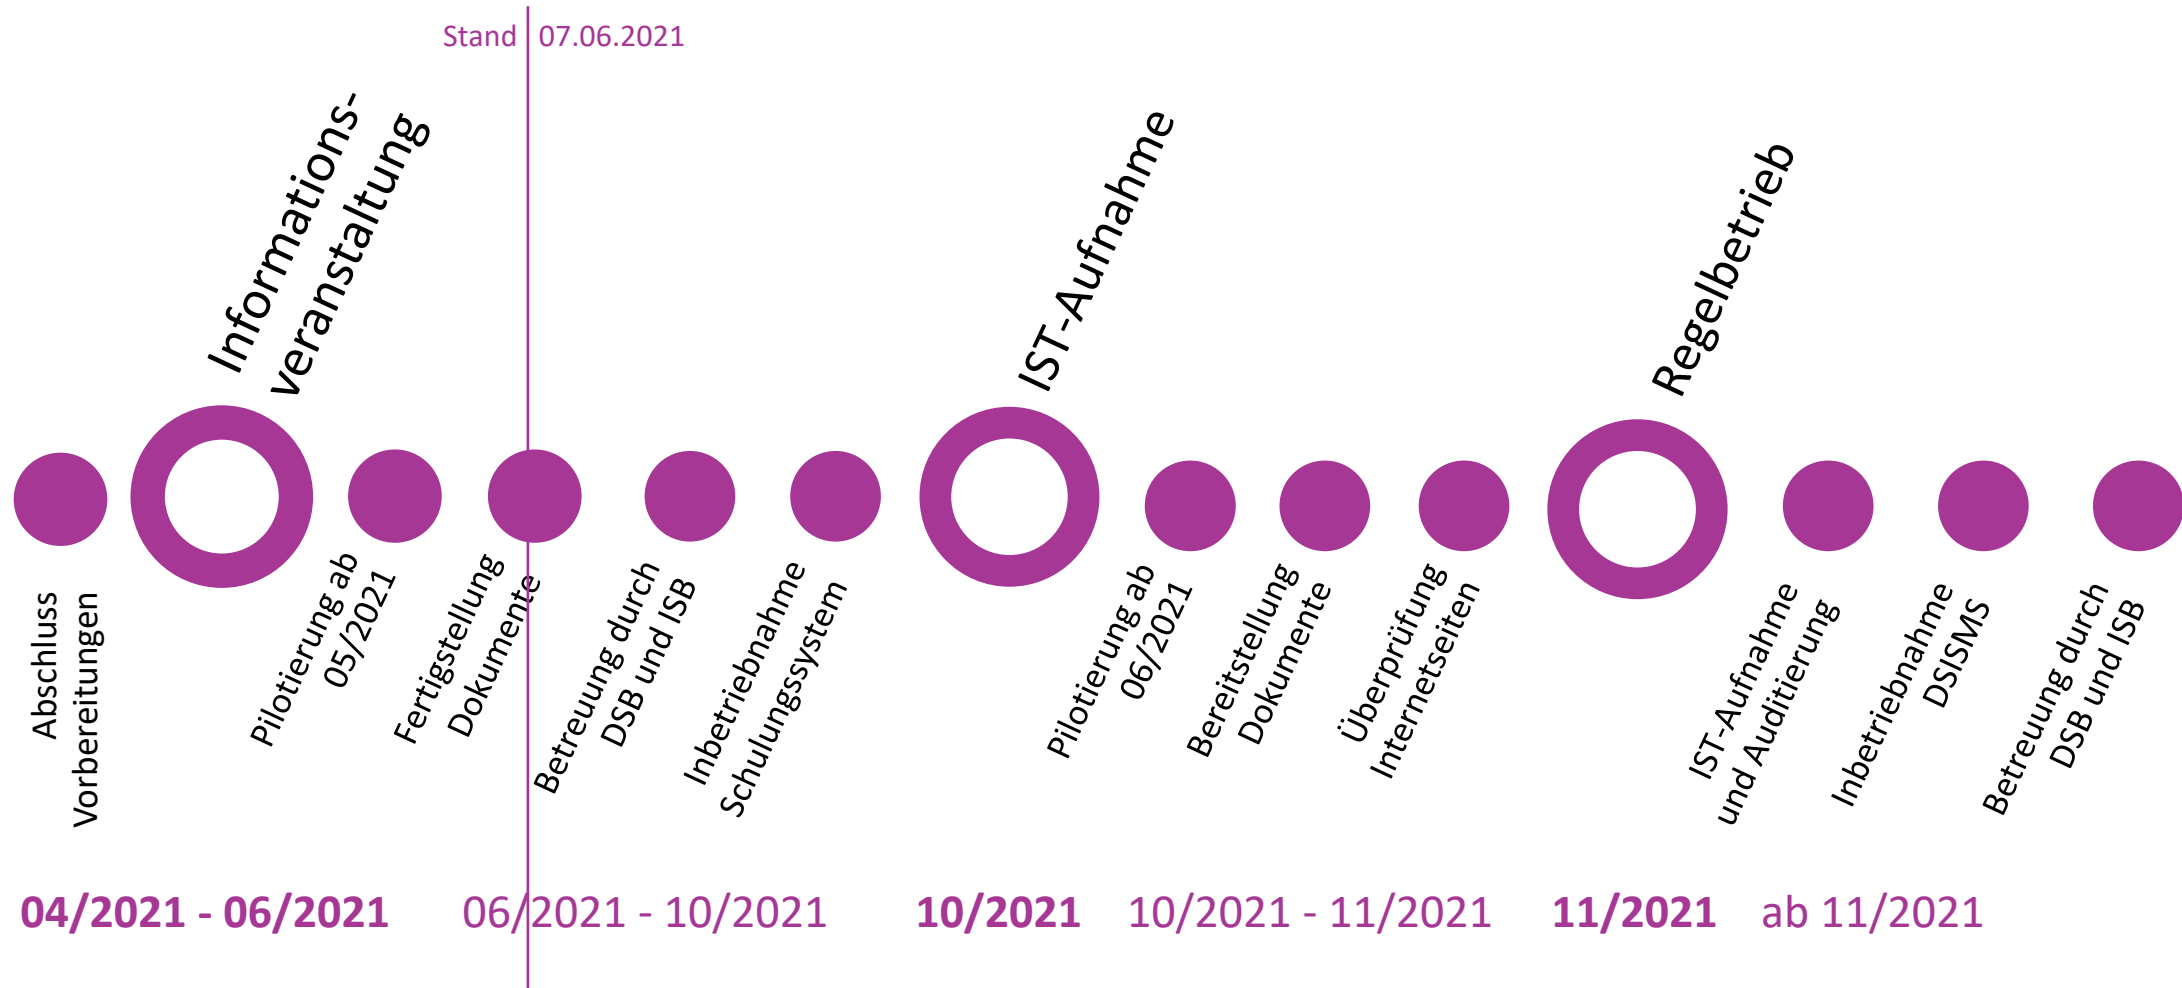 Stand 07.06.2021
Informations-
veranstaltung
IST-Aufnahme
Regelbetrieb
Abschluss
Vorbereitungen
Pilotierung ab
05/2021
Fertigstellung
Dokumente
Betreuung durch
DSB und ISB
Inbetriebnahme
Schulungssystem
Pilotierung ab
06/2021
Bereitstellung
Dokumente
Überprüfung
Internetseiten
IST-Aufnahme
und Auditierung
Inbetriebnahme
DSISMS
Betreuung durch
DSB und ISB
04/2021 - 06/2021
06/2021 - 10/2021
10/2021
10/2021 - 11/2021
11/2021
ab 11/2021